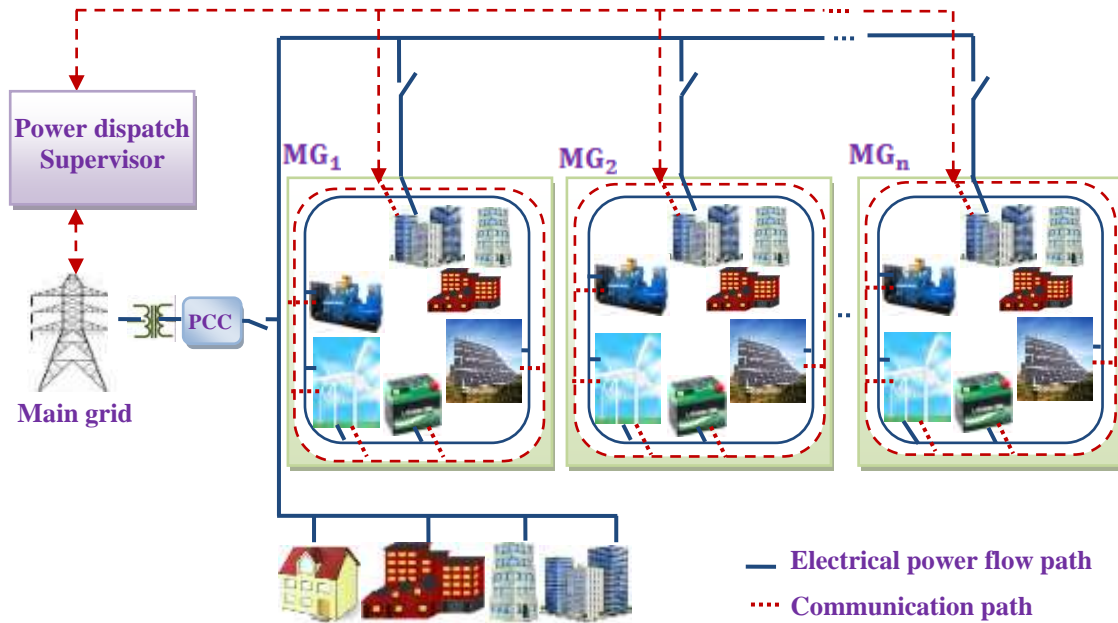 Power dispatch
Supervisor
MG1
MG2
MGn
...
...
PCC
Main grid
Electrical power flow path
Communication path